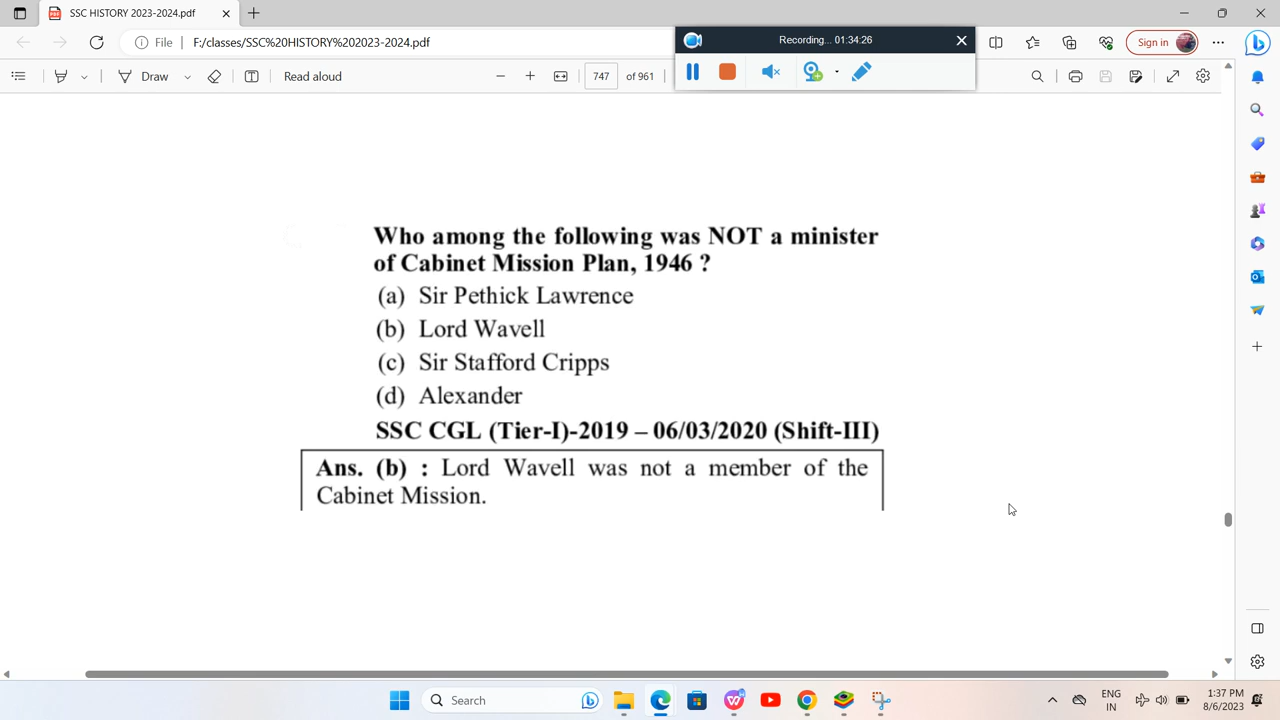 SSC HISTORY 2023-2024.pdf
Recording... 01:34:26
File F:/classes/SSC%20HISTORY%202023-2024.pdf
Sign in
Draw
Read aloud
747 of 961
Who among the following was NOT a minister
of Cabinet Mission Plan, 1946 ?
(a) Sir Pethick Lawrence
(b) Lord Wavell
(c) Sir Stafford Cripps
(d) Alexander
SSC CGL (Tier-I)-2019 – 06/03/2020 (Shift-III)
Ans. (b) : Lord Wavell was not a member of the
Cabinet Mission.
Search
ENG
IN
1:37 PM
8/6/2023